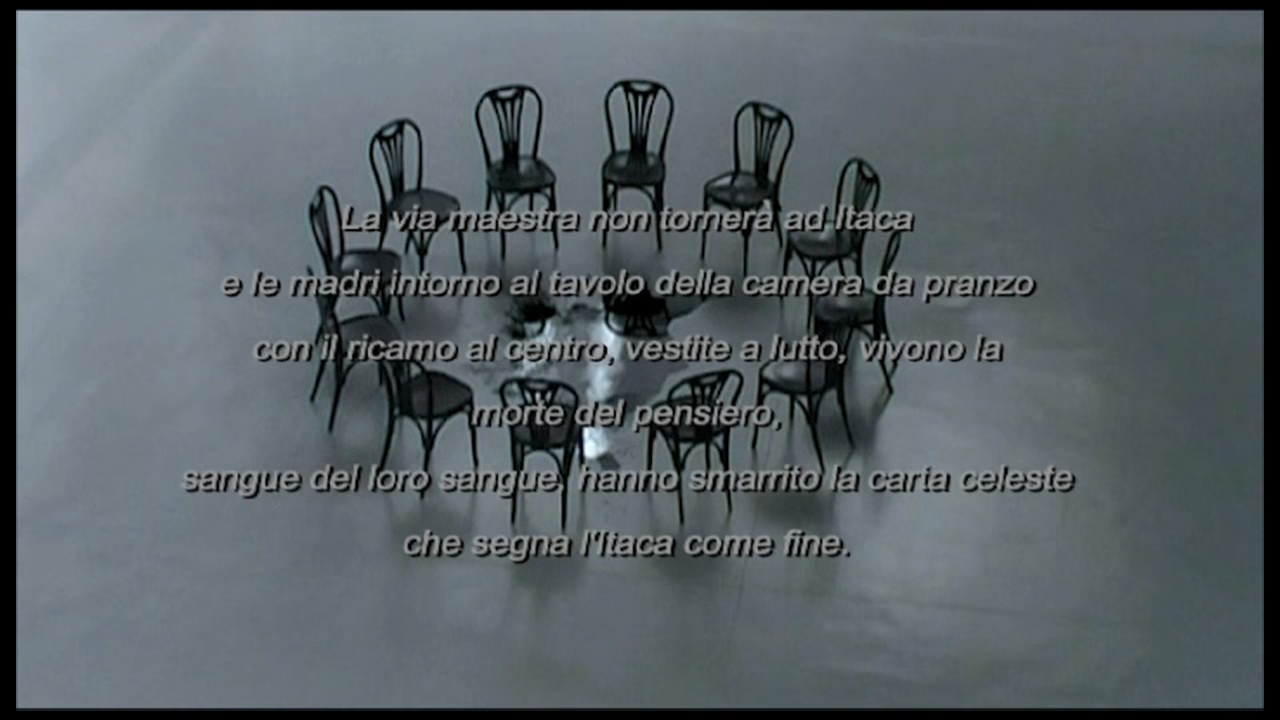 La via maestra non tornerà ad Itaca
e le madri intorno al tavolo della camera da pranzo
con il ricamo al centro, vestite a lutto, vivono la
morte del pensiero,
sangue del loro sangue, hanno smarrito la carta celeste
che segna l'Itaca come fine.